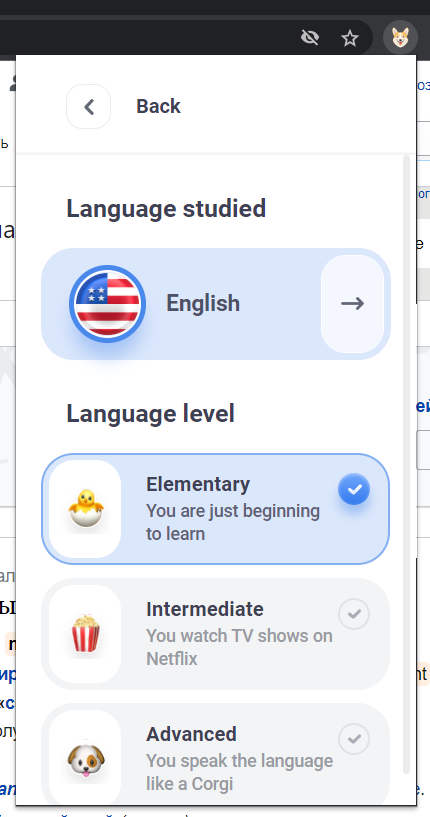 Back
Language studied
English
Language level
Elementary
You are just beginning
to learn
Intermediate
You watch TV shows on
Netflix
Advanced
You speak the language
like a Corgi